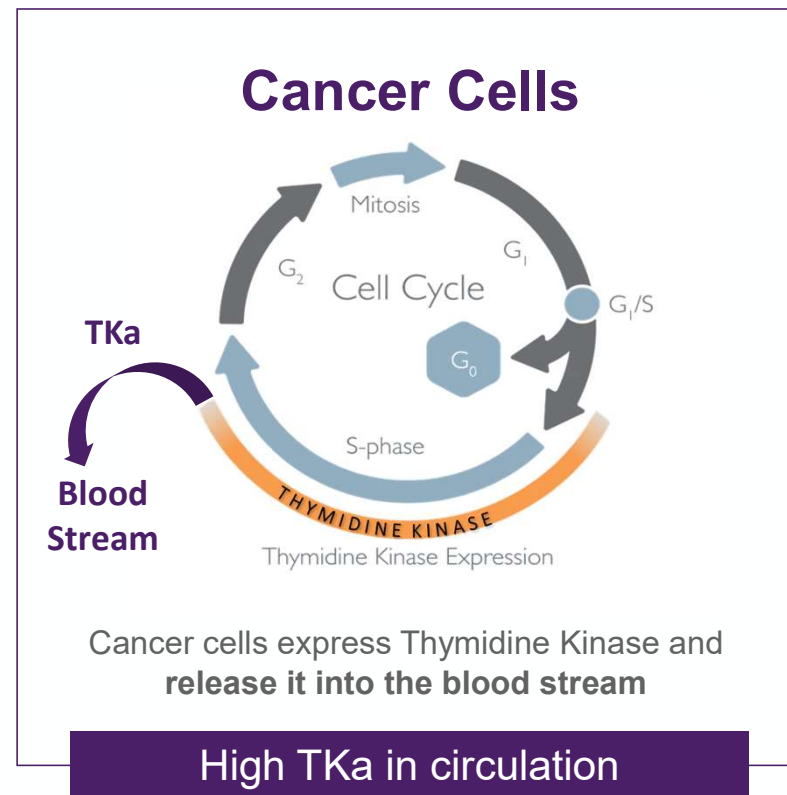 Cancer Cells
Mitosis
G₂
G₁
Cell Cycle
G₁/S
G₀
TKa
S-phase
Blood
Stream
THYMIDINE KINASE
Thymidine Kinase Expression
Cancer cells express Thymidine Kinase and
release it into the blood stream
High TKa in circulation